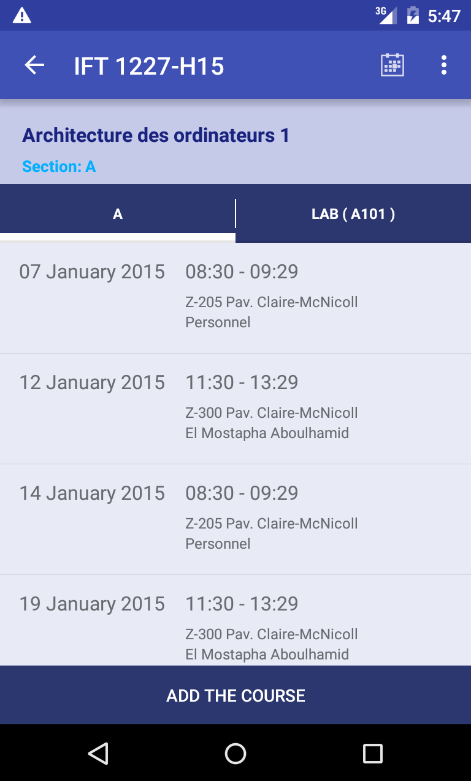 3G 5:47
IFT 1227-H15
Architecture des ordinateurs 1
Section: A
A LAB ( A101 )
07 January 2015 08:30 - 09:29
Z-205 Pav. Claire-McNicoll
Personnel
12 January 2015 11:30 - 13:29
Z-300 Pav. Claire-McNicoll
El Mostapha Aboulhamid
14 January 2015 08:30 - 09:29
Z-205 Pav. Claire-McNicoll
Personnel
19 January 2015 11:30 - 13:29
Z-300 Pav. Claire-McNicoll
El Mostapha Aboulhamid
ADD THE COURSE